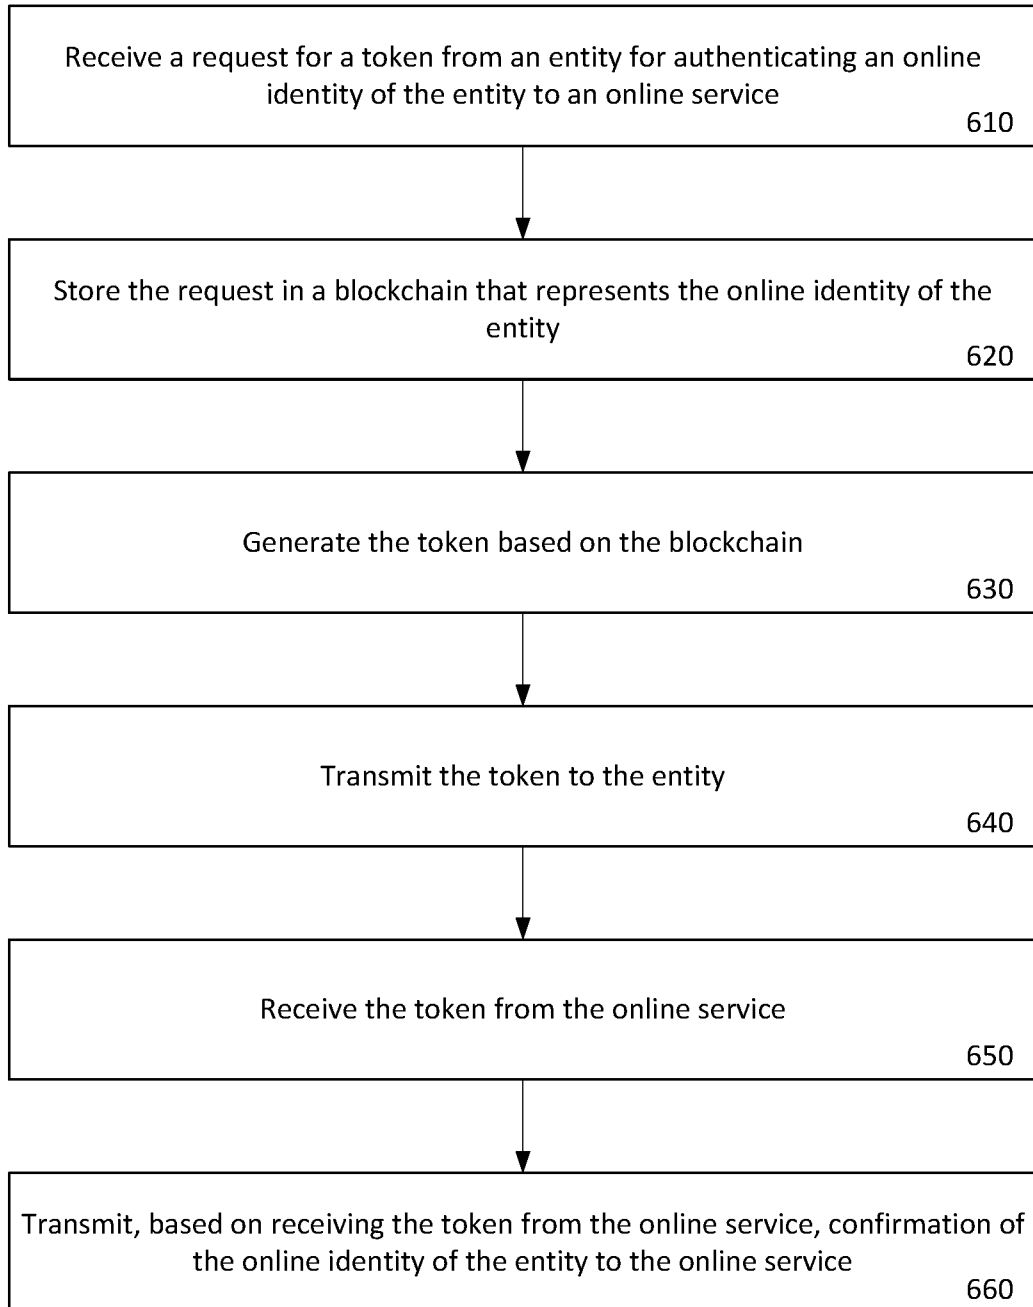 Receive a request for a token from an entity for authenticating an online
identity of the entity to an online service
610
Store the request in a blockchain that represents the online identity of the
entity
620
Generate the token based on the blockchain
630
Transmit the token to the entity
640
Receive the token from the online service
650
Transmit, based on receiving the token from the online service, confirmation of
the online identity of the entity to the online service
660